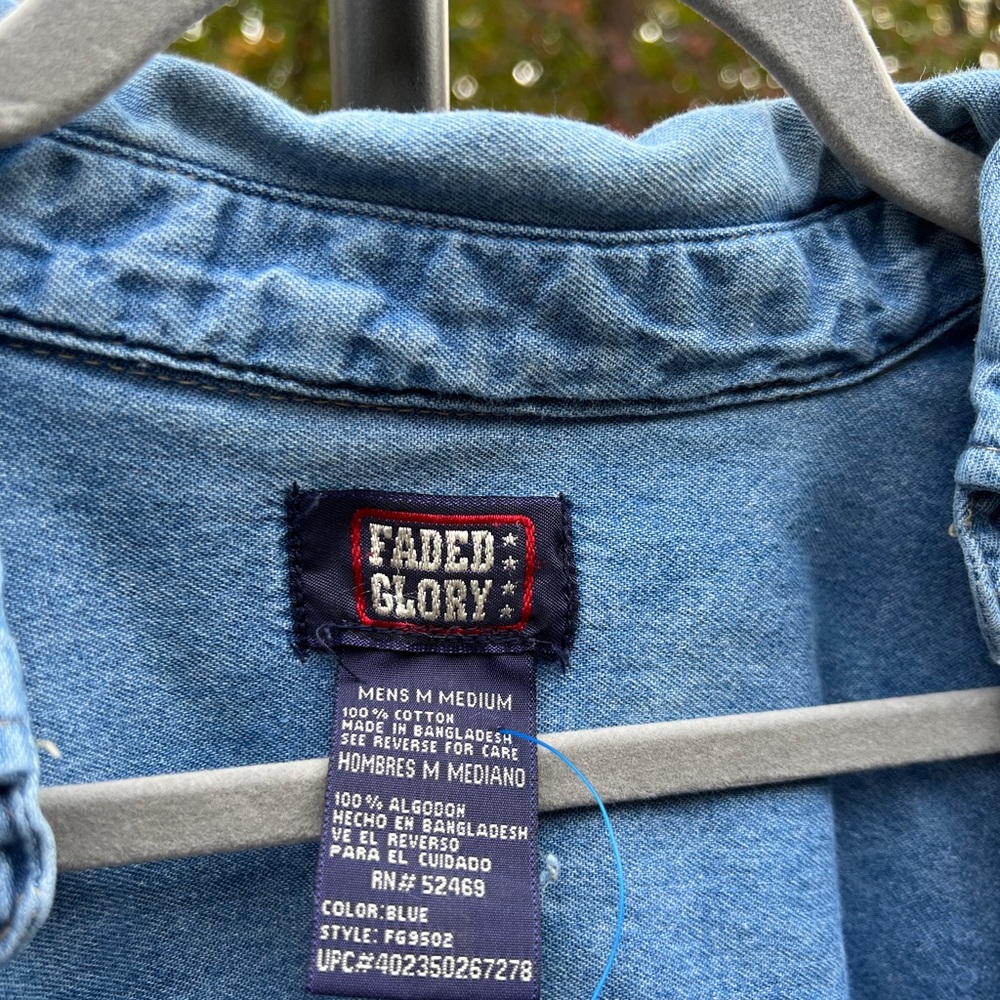 FADED
GLORY
MENS M MEDIUM
100% COTTON
MADE IN BANGLADESH
SEE REVERSE FOR CARE
HOMBRES M MEDIANO
100% ALGODON
HECHO EN BANGLADESH
VE EL REVERSO
PARA EL CUIDADO
RN# 52469
COLOR:BLUE
STYLE: FG9502
UPC#402350267278